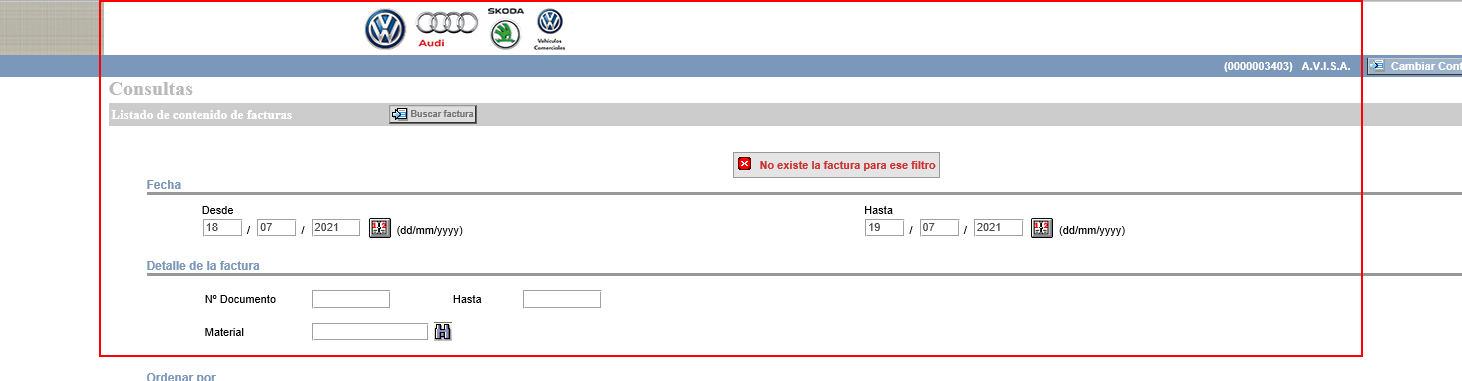 Audi
SKODA
Vehículos
Comerciales
(0000003403) A.V.I.S.A.
Cambiar Cont
Consultas
Listado de contenido de facturas
Buscar factura
No existe la factura para ese filtro
Fecha
Desde
Hasta
18 / 07 / 2021 (dd/mm/yyyy)
19 / 07 / 2021 (dd/mm/yyyy)
Detalle de la factura
Nº Documento
Hasta
Material
Ordenar por